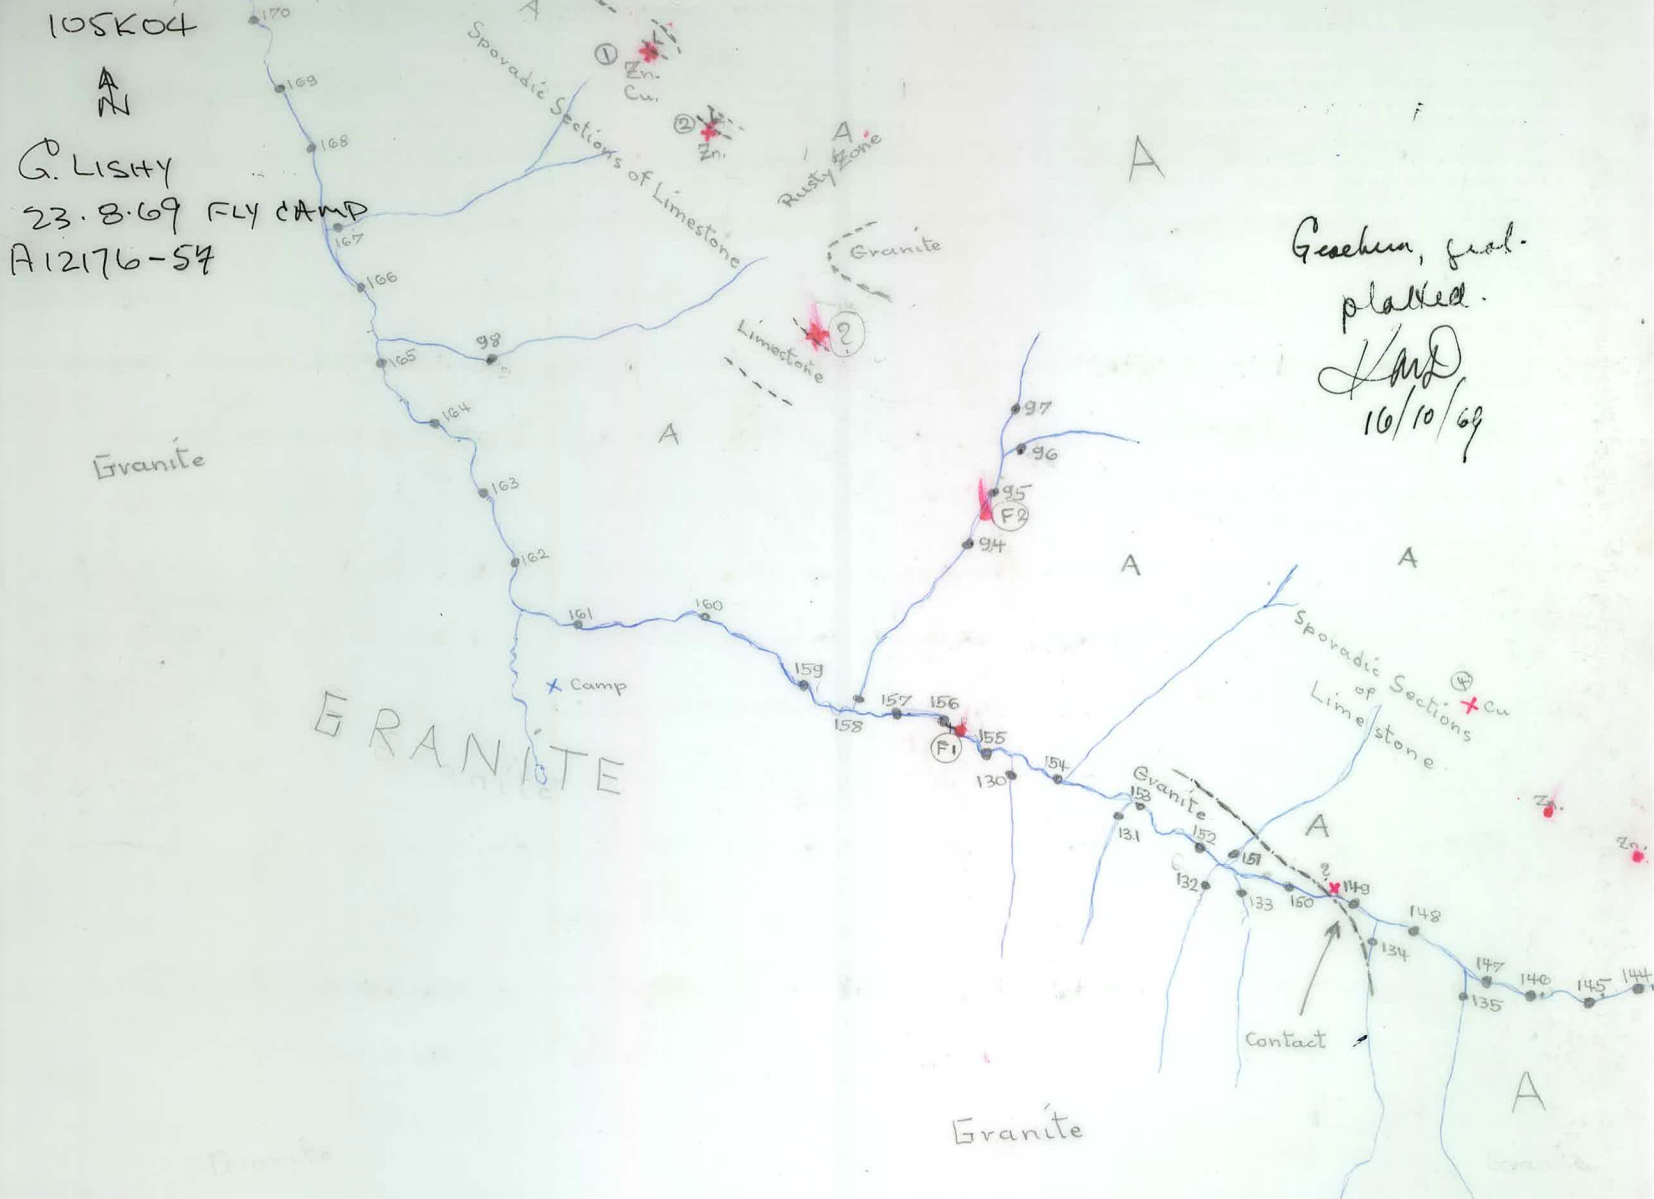 105K04
N
G. LISHY
23.8.69 FLY CAMP
A12176-57
170
169
168
167
166
165
98
164
163
162
161
160
159
158
157
156
F1
155
154
153
152
151
150
149
148
147
146
145
144
130
131
132
133
134
135
94
95
F2
96
97
A
Sporadic Sections of Limestone
1
Zn.
Cu.
2
Zn.
A
Rusty Zone
A
Granite
Limestone
?
A
Granite
GRANITE
x Camp
A
A
Sporadic Sections
of
Limestone
4
Cu
Zn.
Zn.
Granite
A
?
Contact
Granite
A
Granite
Granite
Geochem,
plotted.
16/10/69